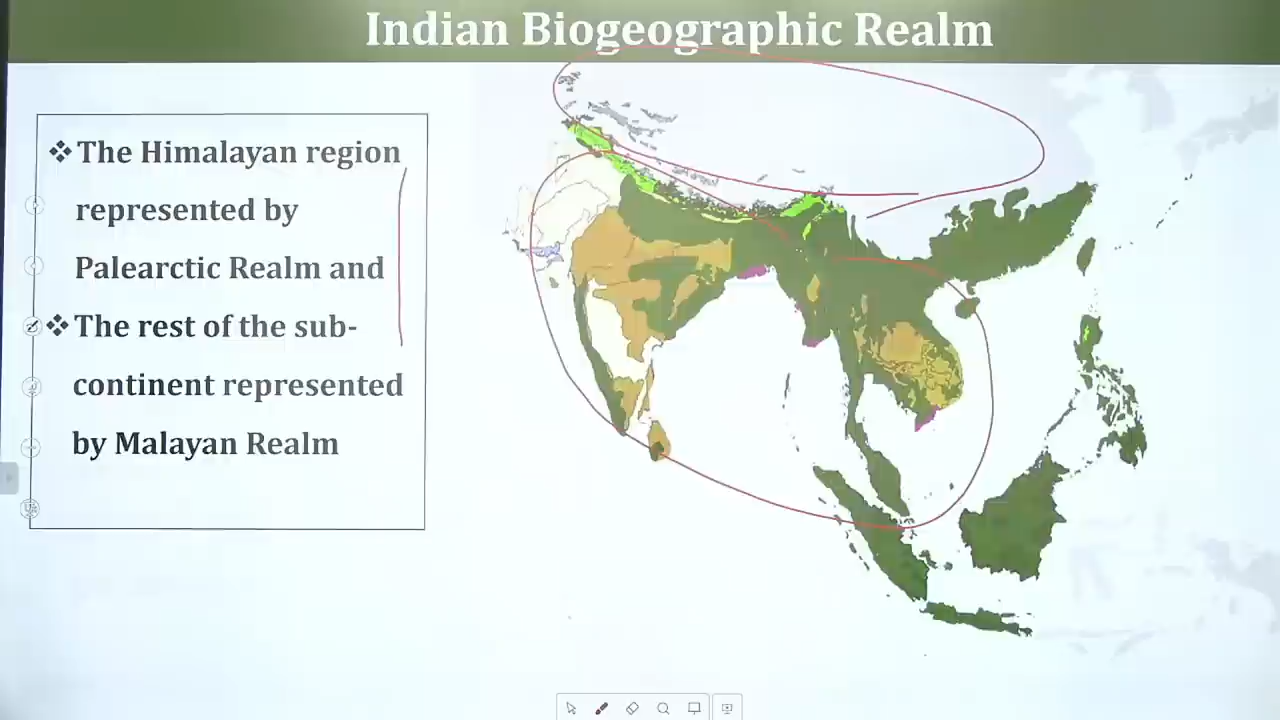 Indian Biogeographic Realm
❖ The Himalayan region
represented by
Palearctic Realm and
❖ The rest of the sub-
continent represented
by Malayan Realm